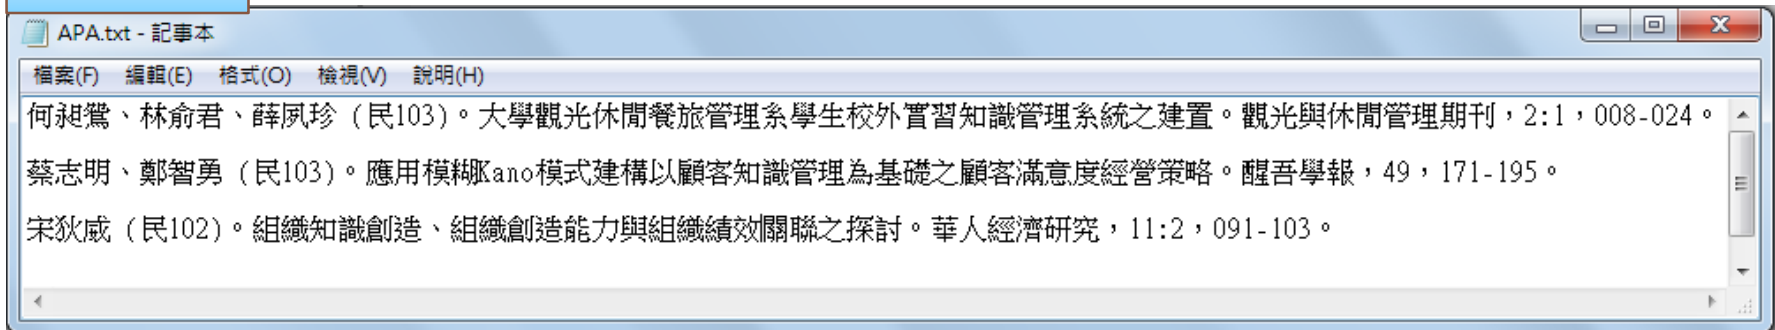 APA.txt - 記事本
檔案(F) 編輯(E) 格式(O) 檢視(V) 說明(H)
何昶鴛、林俞君、薛夙珍 (民103)。大學觀光休閒餐旅管理系學生校外實習知識管理系統之建置。觀光與休閒管理期刊，2:1，008-024。
蔡志明、鄭智勇 (民103)。應用模糊Kano模式建構以顧客知識管理為基礎之顧客滿意度經營策略。醒吾學報，49，171-195。
宋狄威 (民102)。組織知識創造、組織創造能力與組織績效關聯之探討。華人經濟研究，11:2，091-103。